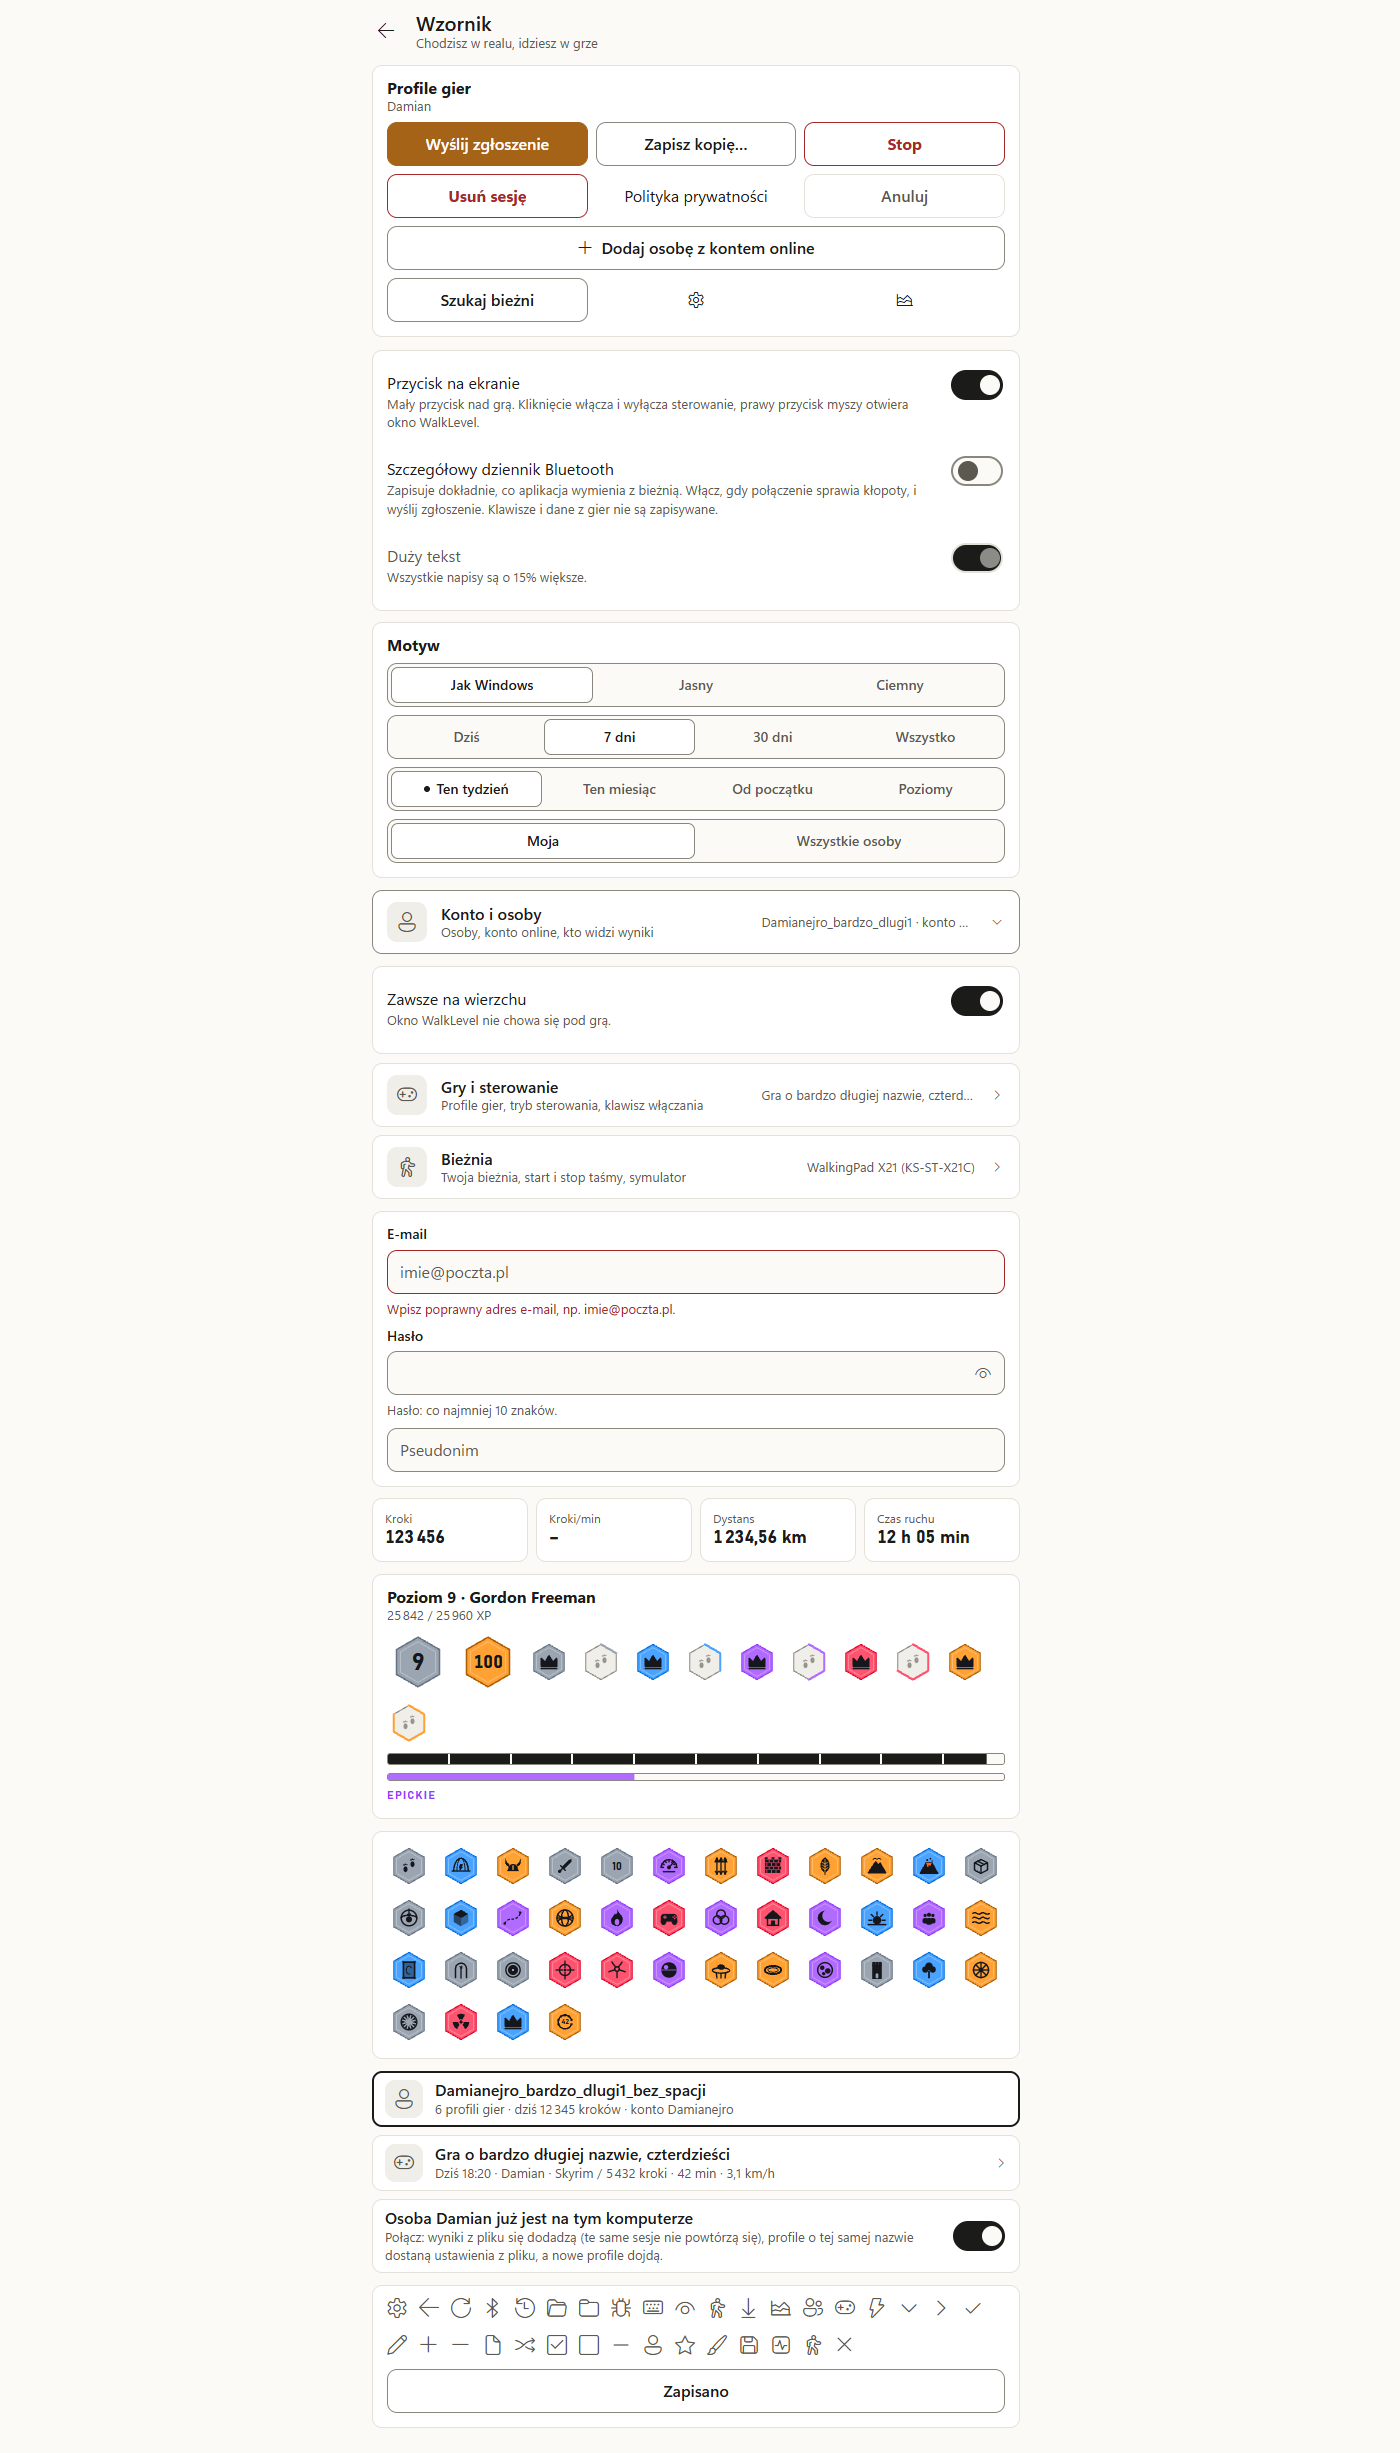 Wzornik
Chodzisz w realu, idziesz w grze
Profile gier
Damian
Wyślij zgłoszenie
Zapisz kopię...
Stop
Usuń sesję
Polityka prywatności
Anuluj
Dodaj osobę z kontem online
Szukaj bieżni
Przycisk na ekranie
Mały przycisk nad grą. Kliknięcie włącza i wyłącza sterowanie, prawy przycisk myszy otwiera
okno WalkLevel.
Szczegółowy dziennik Bluetooth
Zapisuje dokładnie, co aplikacja wymienia z bieżnią. Włącz, gdy połączenie sprawia kłopoty, i
wyślij zgłoszenie. Klawisze i dane z gier nie są zapisywane.
Duży tekst
Wszystkie napisy są o 15% większe.
Motyw
Jak Windows
Jasny
Ciemny
Dziś
7 dni
30 dni
Wszystko
• Ten tydzień
Ten miesiąc
Od początku
Poziomy
Moja
Wszystkie osoby
Konto i osoby
Osoby, konto online, kto widzi wyniki
Damianejro_bardzo_dlugi1 · konto ...
Zawsze na wierzchu
Okno WalkLevel nie chowa się pod grą.
Gry i sterowanie
Profile gier, tryb sterowania, klawisz włączania
Gra o bardzo długiej nazwie, czterd...
Bieżnia
Twoja bieżnia, start i stop taśmy, symulator
WalkingPad X21 (KS-ST-X21C)
E-mail
imie@poczta.pl
Wpisz poprawny adres e-mail, np. imie@poczta.pl.
Hasło
Hasło: co najmniej 10 znaków.
Pseudonim
Kroki
123 456
Kroki/min
–
Dystans
1 234,56 km
Czas ruchu
12 h 05 min
Poziom 9 · Gordon Freeman
25 842 / 25 960 XP
9
100
EPICKIE
10
42
Damianejro_bardzo_dlugi1_bez_spacji
6 profili gier · dziś 12 345 kroków · konto Damianejro
Gra o bardzo długiej nazwie, czterdzieści
Dziś 18:20 · Damian · Skyrim / 5 432 kroki · 42 min · 3,1 km/h
Osoba Damian już jest na tym komputerze
Połącz: wyniki z pliku się dodadzą (te same sesje nie powtórzą się), profile o tej samej nazwie
dostaną ustawienia z pliku, a nowe profile dojdą.
Zapisano